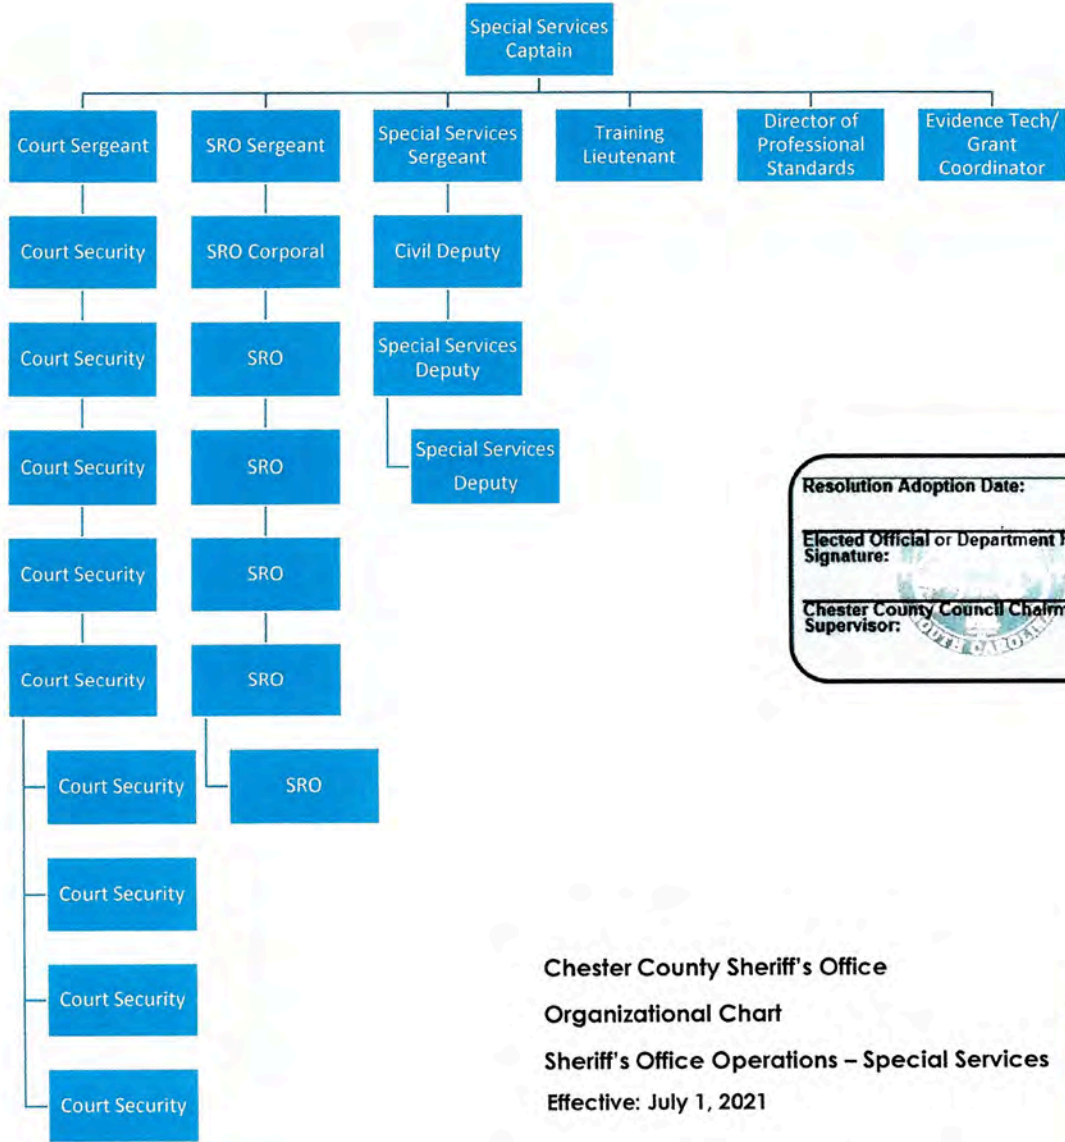 Special Services
Captain
Court Sergeant
SRO Sergeant
Special Services
Sergeant
Training
Lieutenant
Director of
Professional
Standards
Evidence Tech/
Grant
Coordinator
Court Security
SRO Corporal
Civil Deputy
Court Security
SRO
Special Services
Deputy
Court Security
SRO
Special Services
Deputy
Court Security
SRO
Court Security
SRO
Court Security
SRO
Court Security
Court Security
Court Security
Resolution Adoption Date:
Elected Official or Department
Signature:
Chester County Council
Supervisor:
SOUTH CAROLINA
Chester County Sheriff's Office
Organizational Chart
Sheriff's Office Operations – Special Services
Effective: July 1, 2021